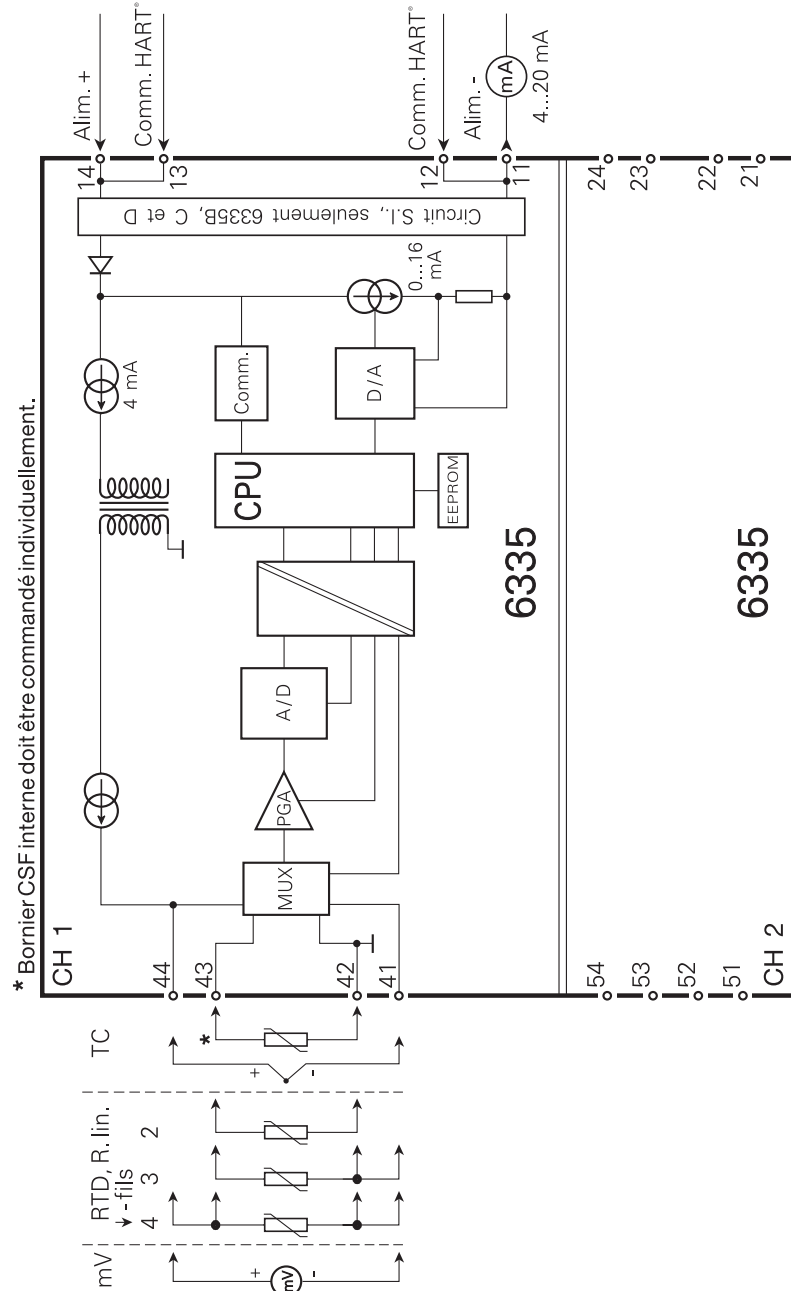 * Bornier CSF interne doit être commandé individuellement.
CH 1
mV
RTD, R. lin.
↓ - fils
4
3
2
TC
+
-
mV
+
-
*
44
43
42
41
MUX
PGA
A/D
4 mA
CPU
EEPROM
Comm.
D/A
0...16
mA
Circuit S.I., seulement 6335B, C et D
14
13
12
11
Alim. +
Comm. HART®
Comm. HART®
Alim. -
mA
4...20 mA
6335
CH 2
54
53
52
51
6335
24
23
22
21